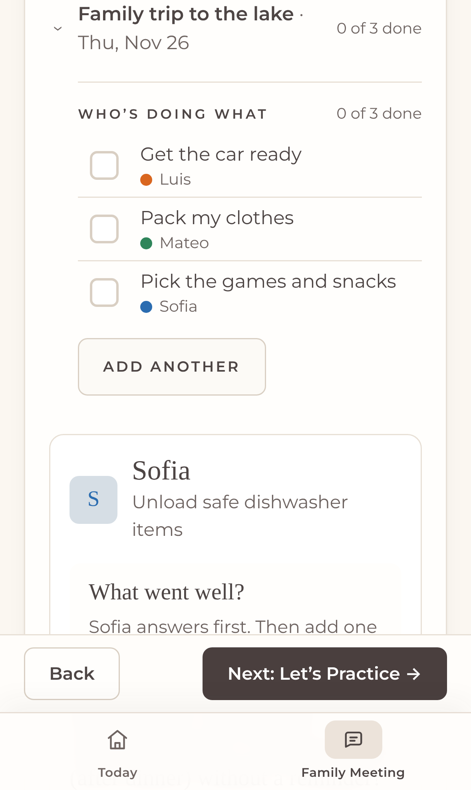 Family trip to the lake ·
Thu, Nov 26
0 of 3 done
WHO’S DOING WHAT
0 of 3 done
Get the car ready
Luis
Pack my clothes
Mateo
Pick the games and snacks
Sofia
ADD ANOTHER
S
Sofia
Unload safe dishwasher
items
What went well?
Sofia answers first. Then add one
Back
Next: Let’s Practice →
Today
Family Meeting